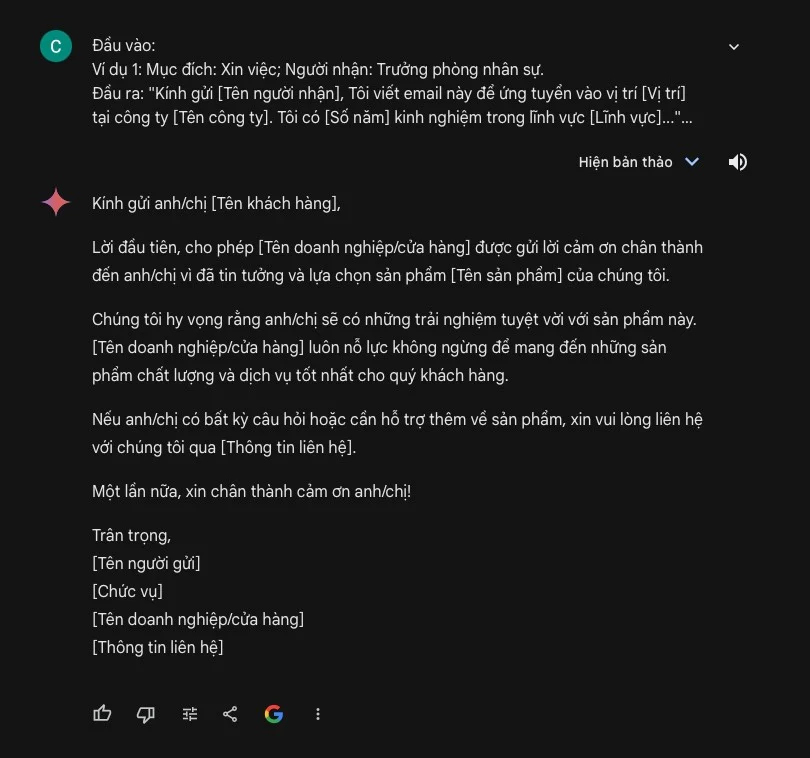 C
Đầu vào:
Ví dụ 1: Mục đích: Xin việc; Người nhận: Trưởng phòng nhân sự.
Đầu ra: "Kính gửi [Tên người nhận], Tôi viết email này để ứng tuyển vào vị trí [Vị trí]
tại công ty [Tên công ty]. Tôi có [Số năm] kinh nghiệm trong lĩnh vực [Lĩnh vực]..."...
Hiện bản thảo
Kính gửi anh/chị [Tên khách hàng],
Lời đầu tiên, cho phép [Tên doanh nghiệp/cửa hàng] được gửi lời cảm ơn chân thành
đến anh/chị vì đã tin tưởng và lựa chọn sản phẩm [Tên sản phẩm] của chúng tôi.
Chúng tôi hy vọng rằng anh/chị sẽ có những trải nghiệm tuyệt vời với sản phẩm này.
[Tên doanh nghiệp/cửa hàng] luôn nỗ lực không ngừng để mang đến những sản
phẩm chất lượng và dịch vụ tốt nhất cho quý khách hàng.
Nếu anh/chị có bất kỳ câu hỏi hoặc cần hỗ trợ thêm về sản phẩm, xin vui lòng liên hệ
với chúng tôi qua [Thông tin liên hệ].
Một lần nữa, xin chân thành cảm ơn anh/chị!
Trân trọng,
[Tên người gửi]
[Chức vụ]
[Tên doanh nghiệp/cửa hàng]
[Thông tin liên hệ]